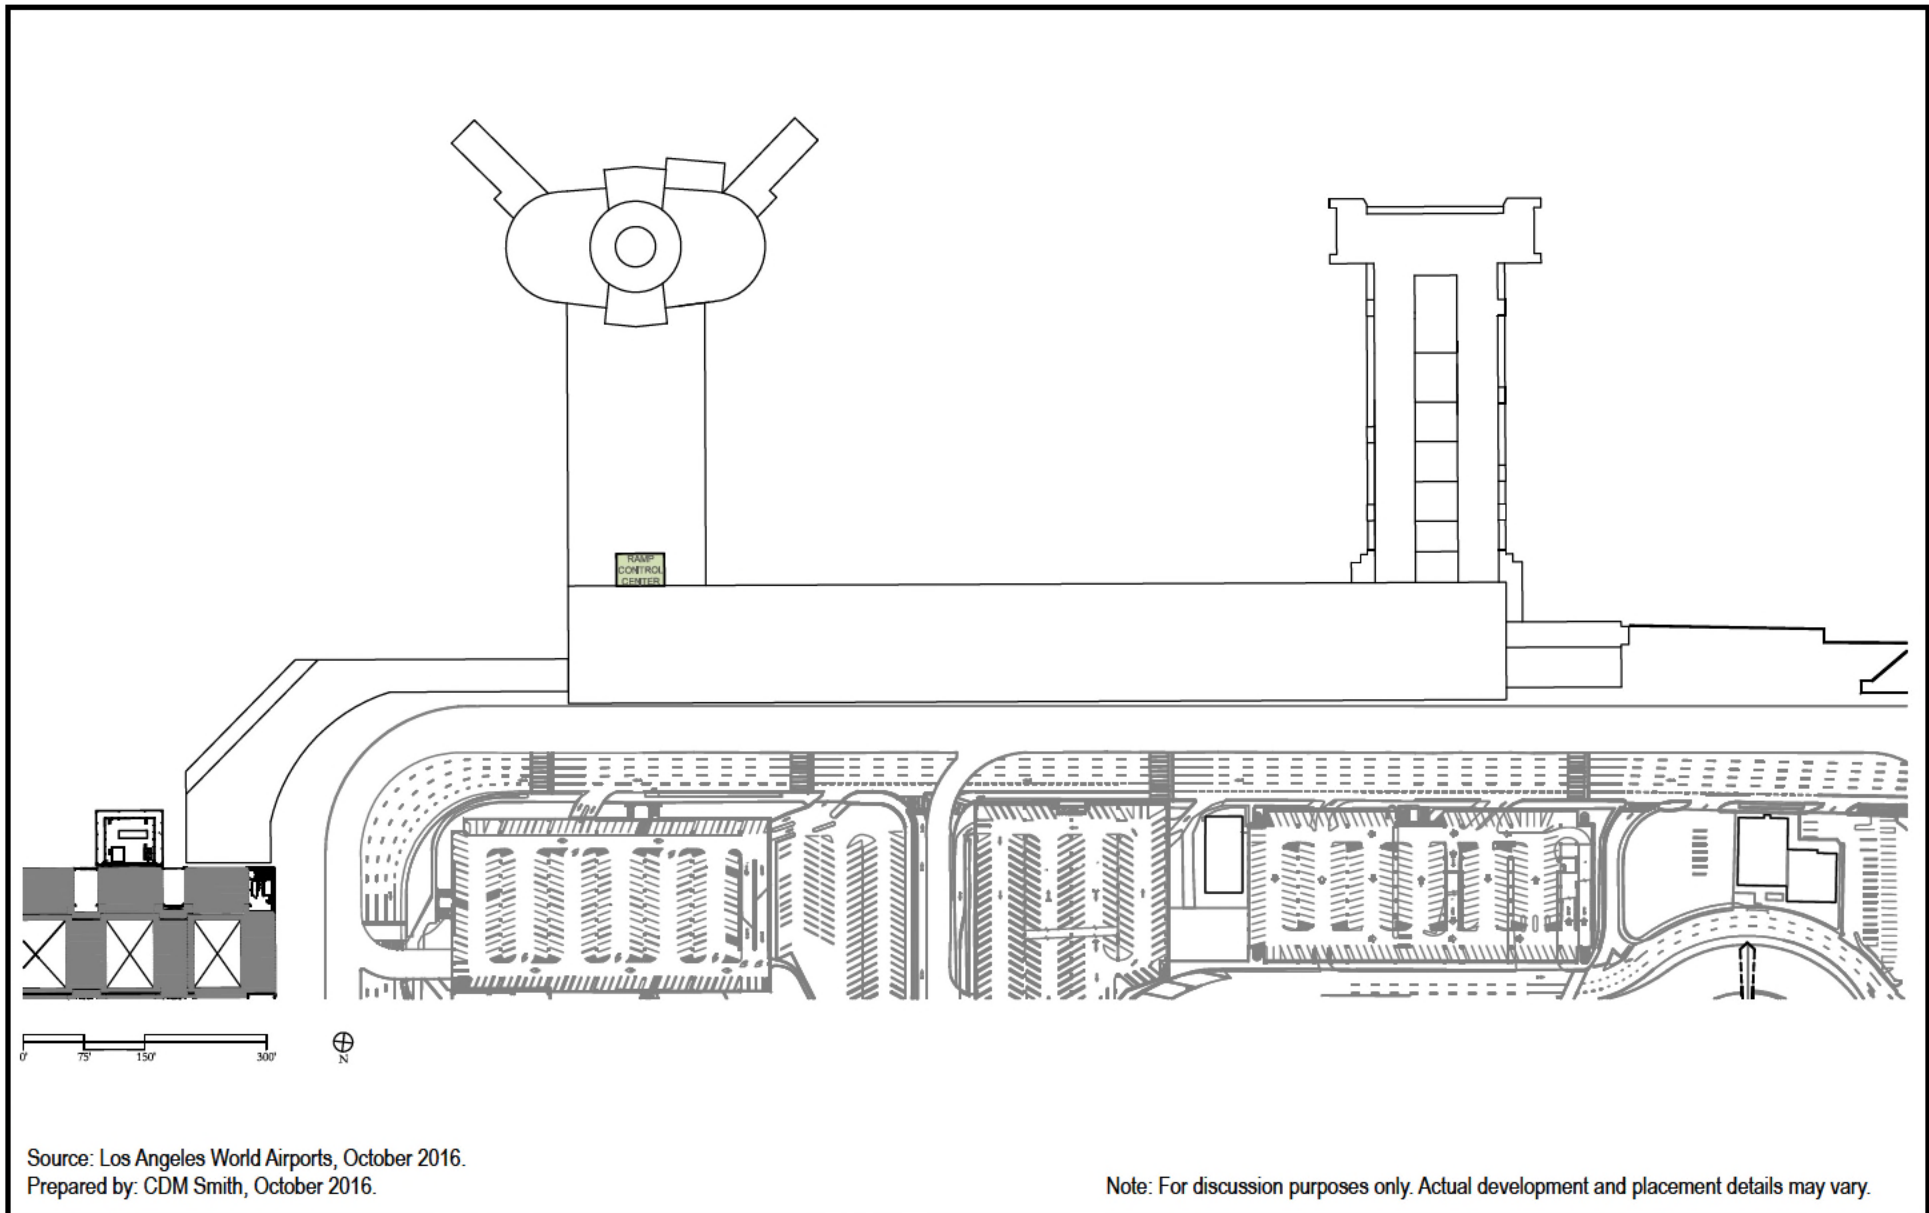 RAMP
CONTROL
CENTER
0' 75' 150' 300'
N
Source: Los Angeles World Airports, October 2016.
Prepared by: CDM Smith, October 2016.
Note: For discussion purposes only. Actual development and placement details may vary.